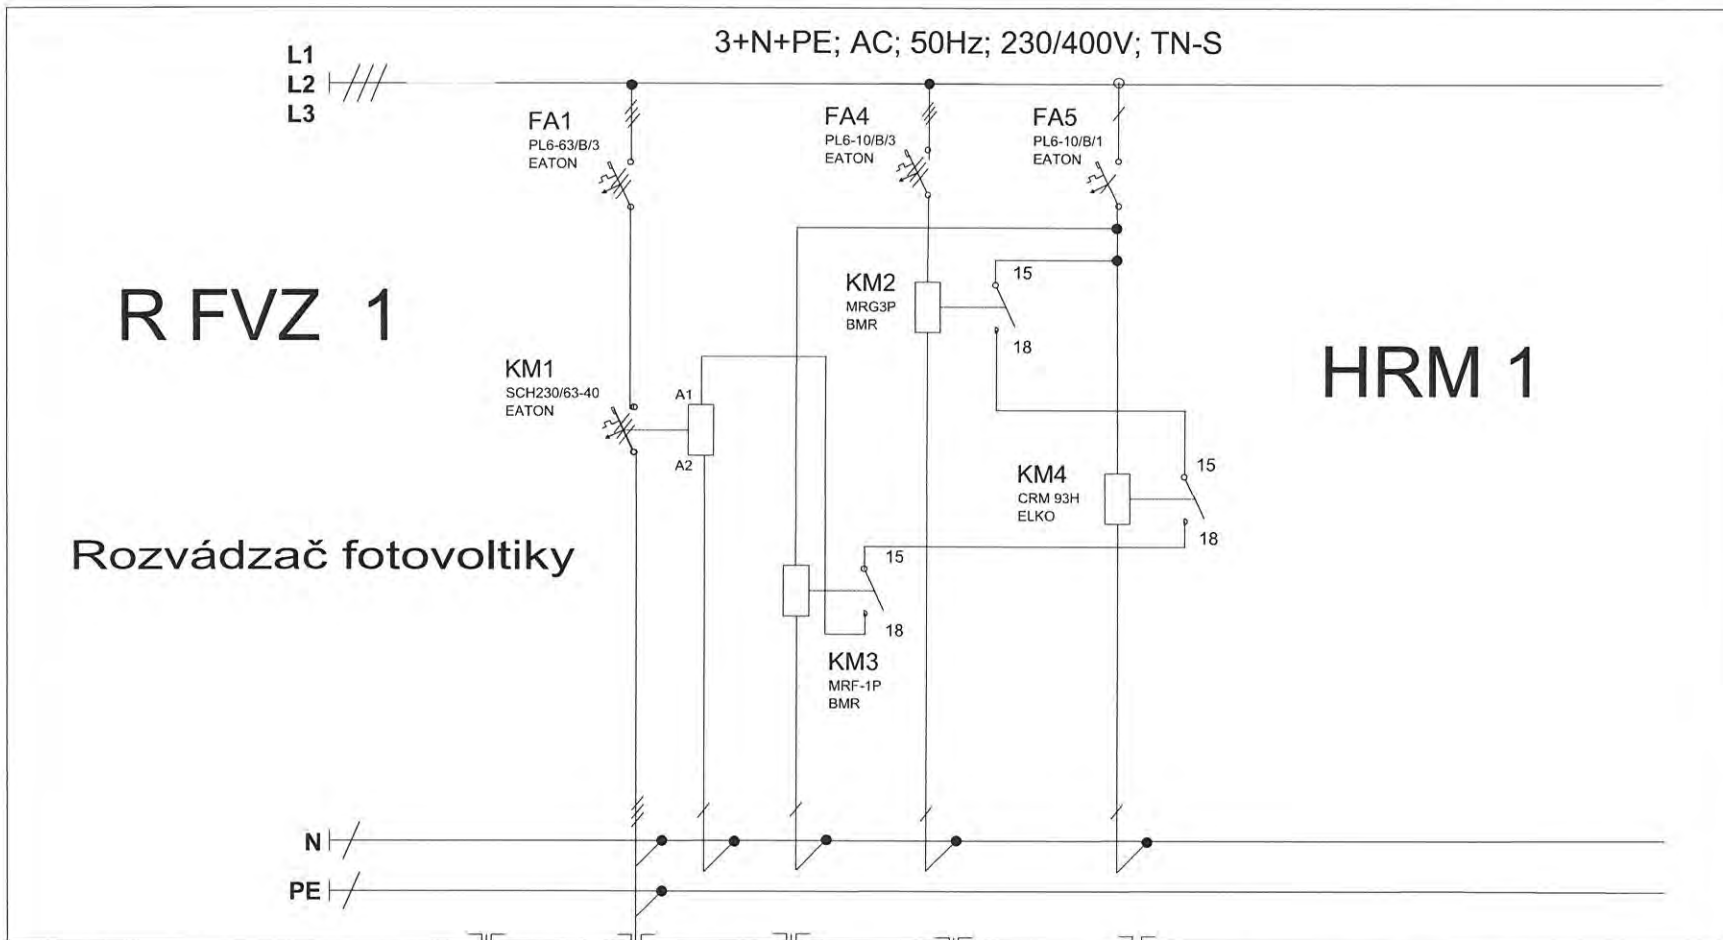 3+N+PE; AC; 50Hz; 230/400V; TN-S
L1
L2
L3
FA1
PL6-63/B/3
EATON
FA4
PL6-10/B/3
EATON
FA5
PL6-10/B/1
EATON
R FVZ 1
KM2
MRG3P
BMR
15
18
HRM 1
KM1
SCH230/63-40
EATON
A1
A2
KM4
CRM 93H
ELKO
15
18
Rozvádzač fotovoltiky
15
18
KM3
MRF-1P
BMR
N
PE